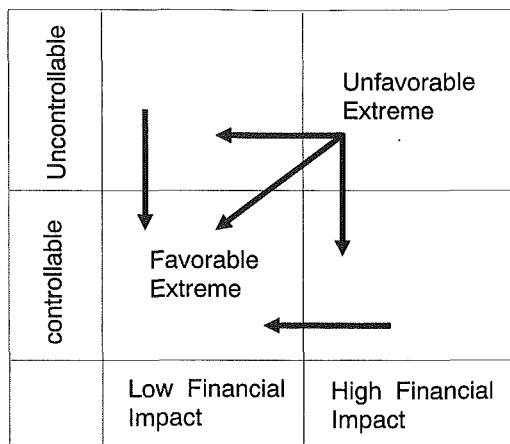 Uncontrollable
Unfavorable
Extreme
controllable
Favorable
Extreme
Low Financial
Impact
High Financial
Impact